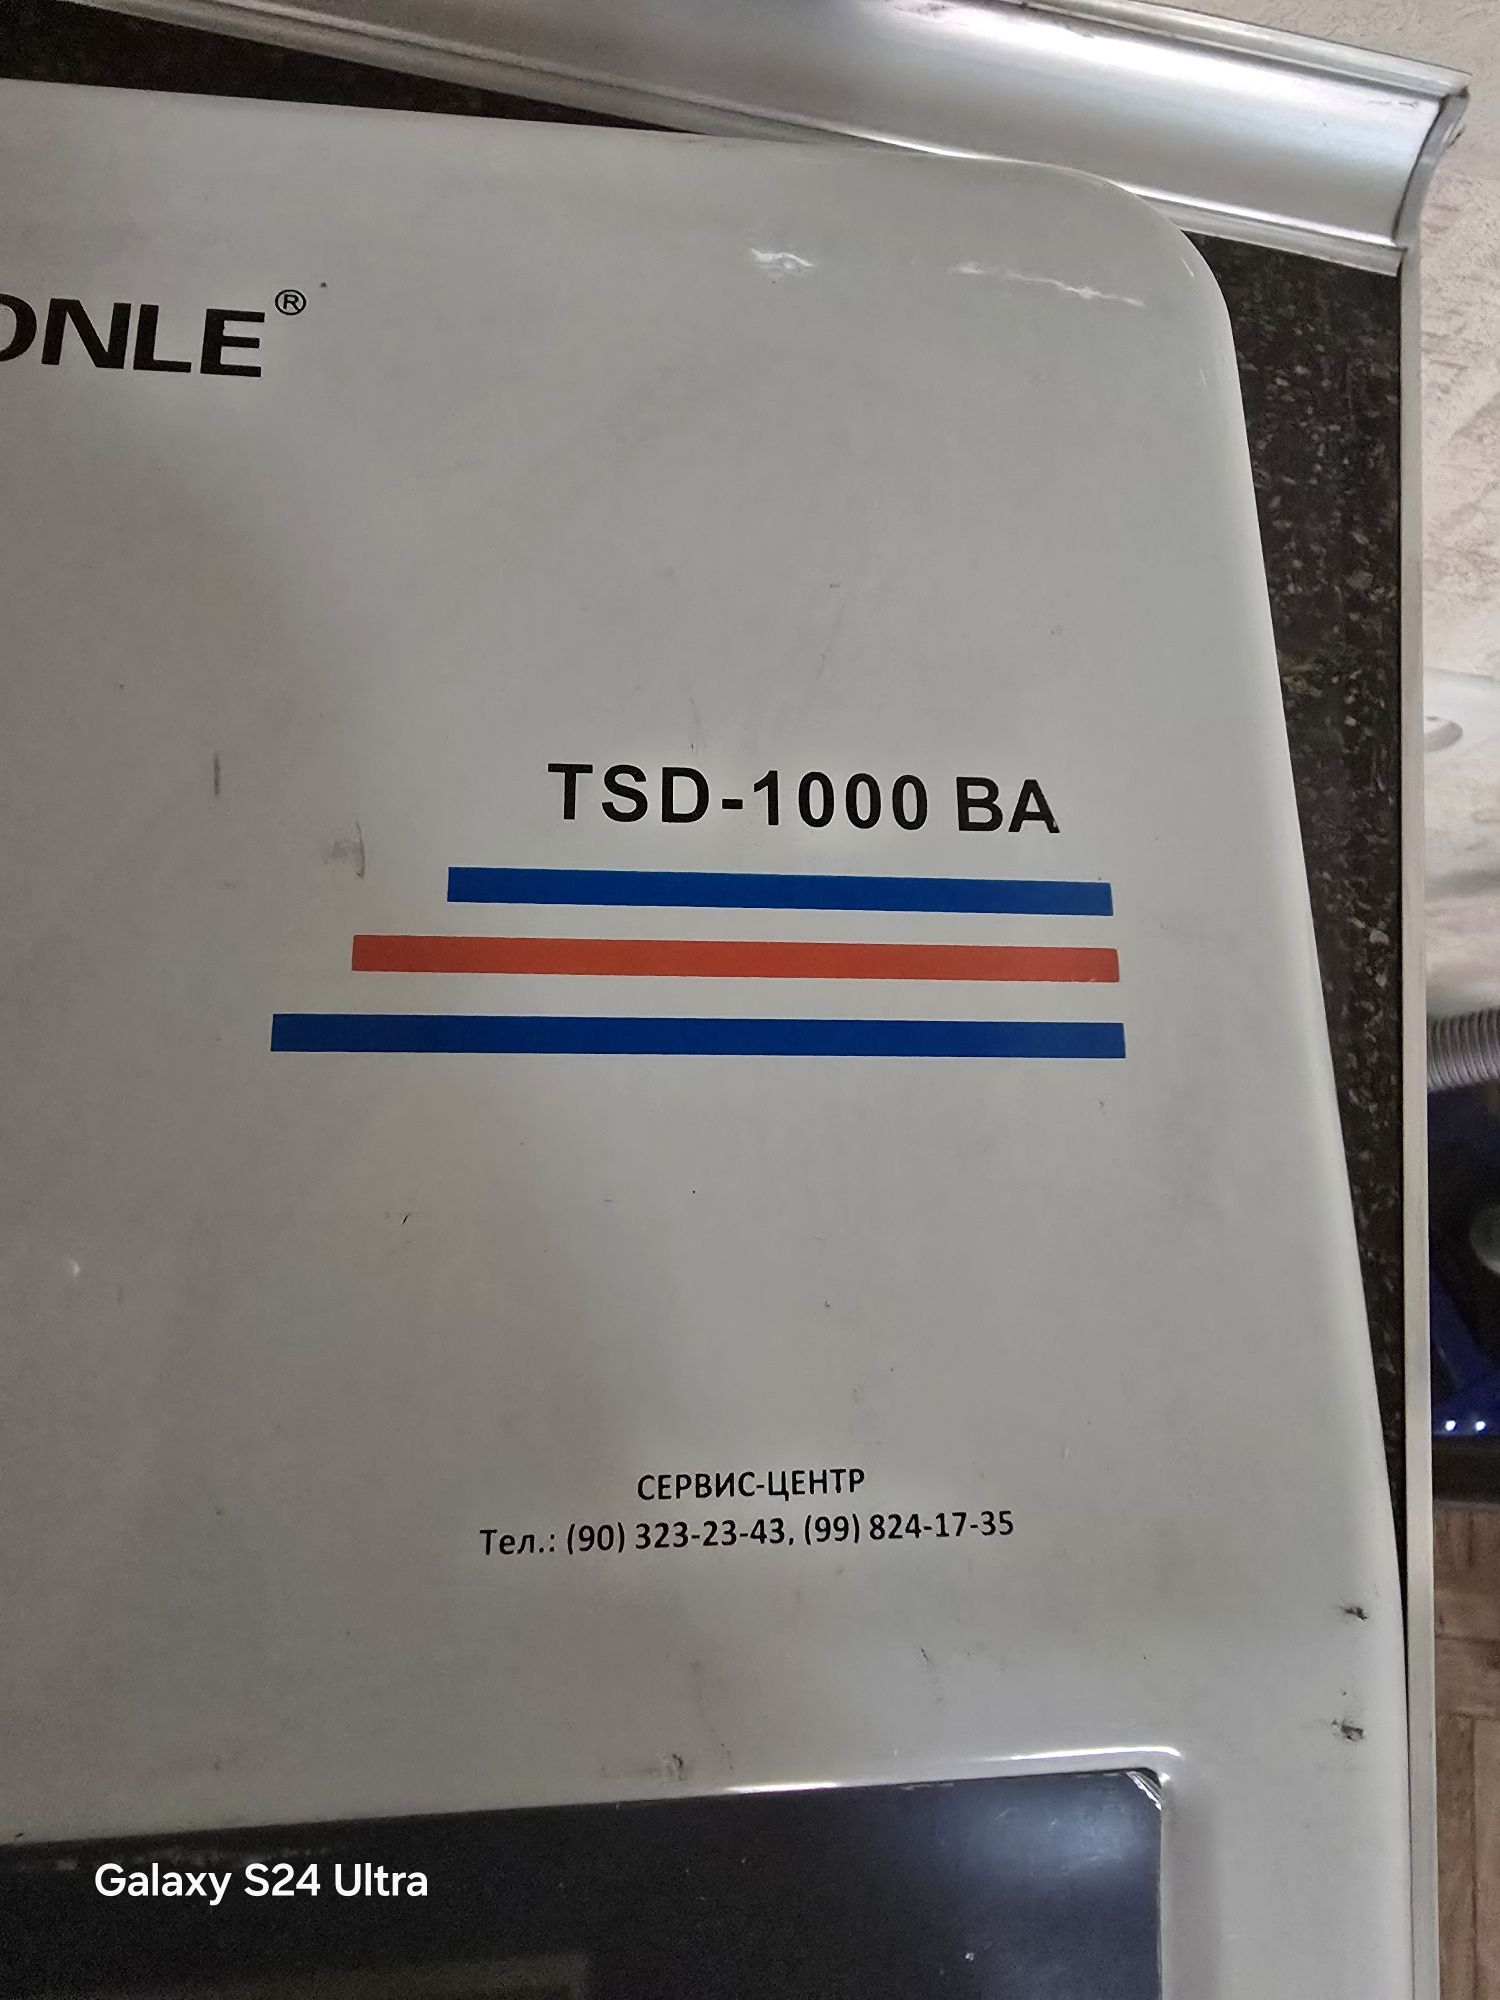 ONLE®
TSD-1000 BA
СЕРВИС-ЦЕНТР
Тел.: (90) 323-23-43, (99) 824-17-35
Galaxy S24 Ultra